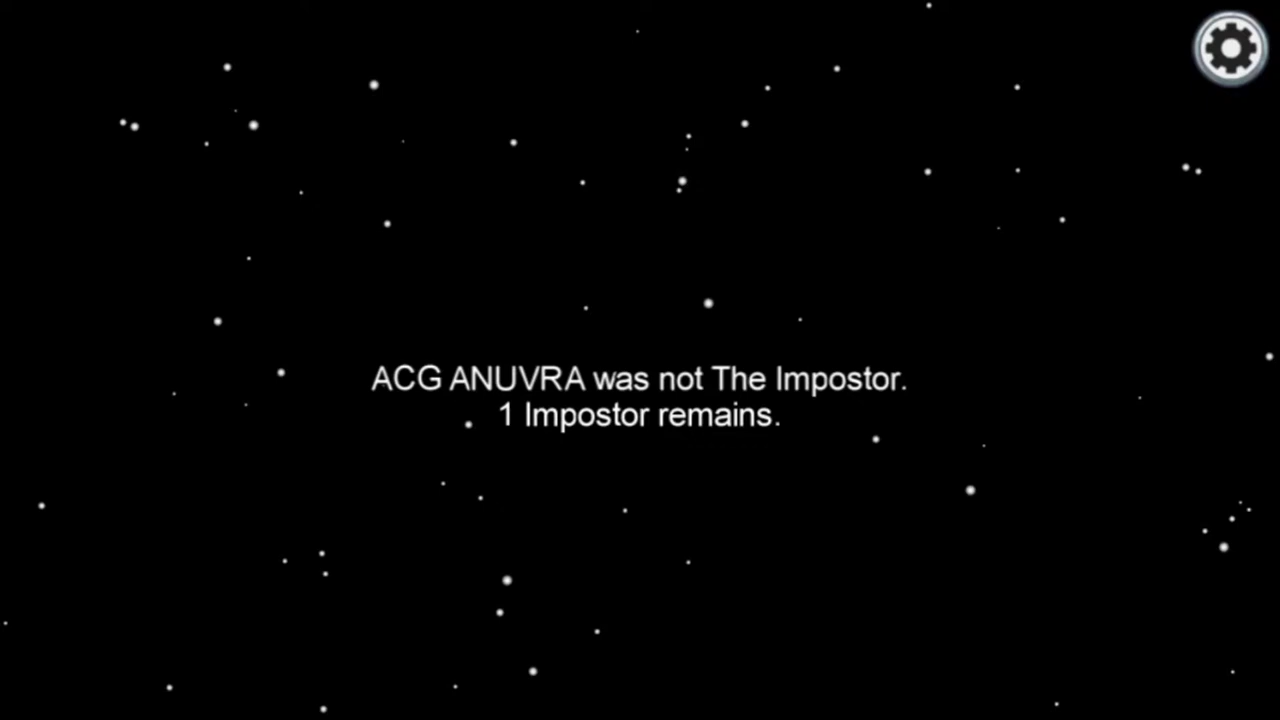 ACG ANUVRA was not The Impostor.
1 Impostor remains.